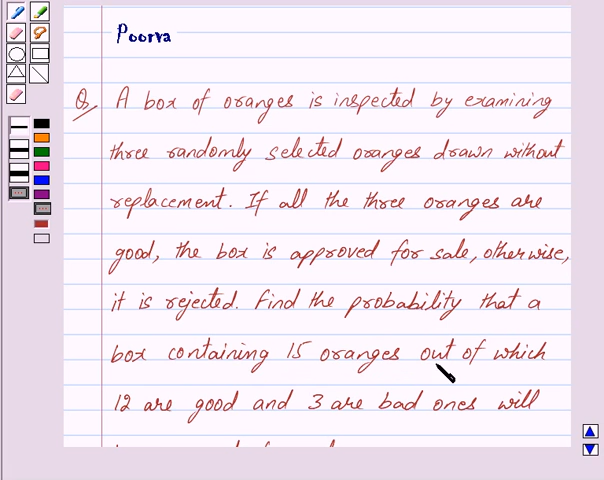 Poorva
Q, A box of oranges is inspected by examining
three randomly selected oranges drawn without
replacement. If all the three oranges are
good, the box is approved for sale, otherwise,
it is rejected. Find the probability that a
box containing 15 oranges out of which
12 are good and 3 are bad ones will